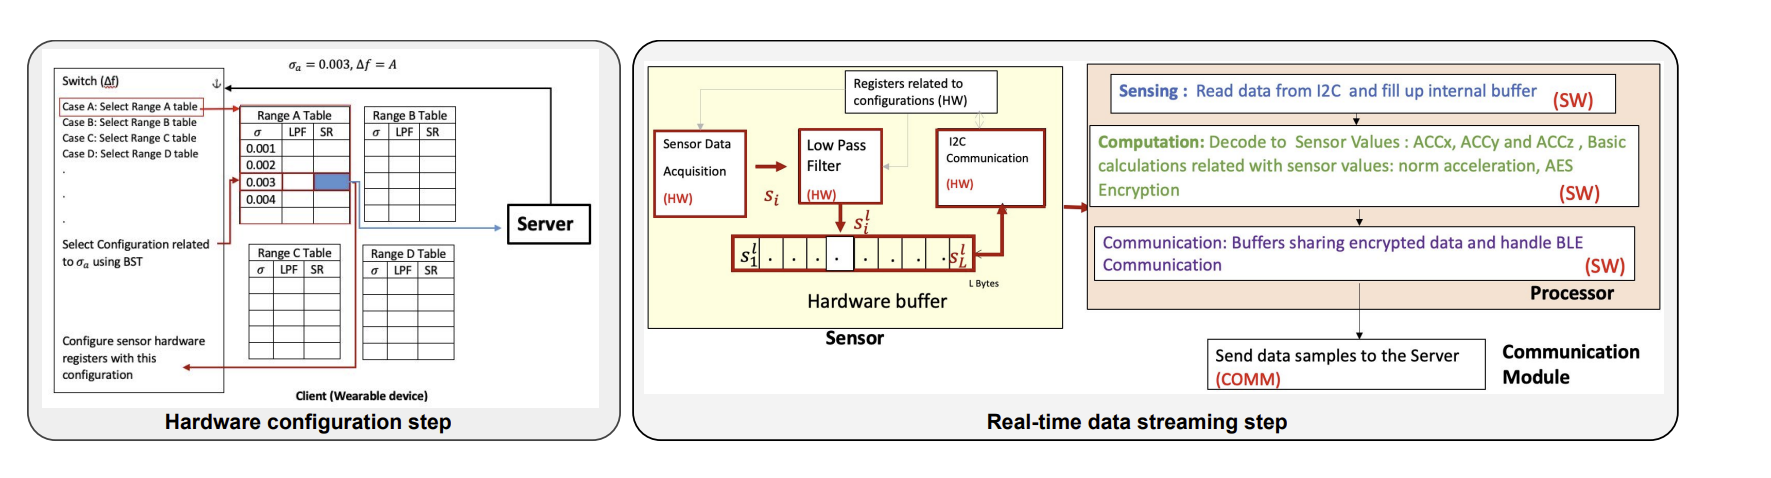 σₐ = 0.003, Δf = A
Switch (Δf)
Case A: Select Range A table
Case B: Select Range B table
Case C: Select Range C table
Case D: Select Range D table
.
.
.
Select Configuration related
to σₐ using BST
Configure sensor hardware
registers with this
configuration
Range A Table
σ LPF SR
0.001
0.002
0.003
0.004
Range B Table
σ LPF SR
Range C Table
σ LPF SR
Range D Table
σ LPF SR
Server
Client (Wearable device)
Hardware configuration step
Registers related to
configurations (HW)
Sensor Data
Acquisition
(HW)
sᵢ
Low Pass
Filter
(HW)
sᵢˡ
I2C
Communication
(HW)
s₁ˡ . . . . . . . . s_Lˡ
L Bytes
Hardware buffer
Sensor
Sensing : Read data from I2C and fill up internal buffer
(SW)
Computation: Decode to Sensor Values : ACCx, ACCy and ACCz , Basic
calculations related with sensor values: norm acceleration, AES
Encryption
(SW)
Communication: Buffers sharing encrypted data and handle BLE
Communication
(SW)
Processor
Send data samples to the Server
(COMM)
Communication
Module
Real-time data streaming step